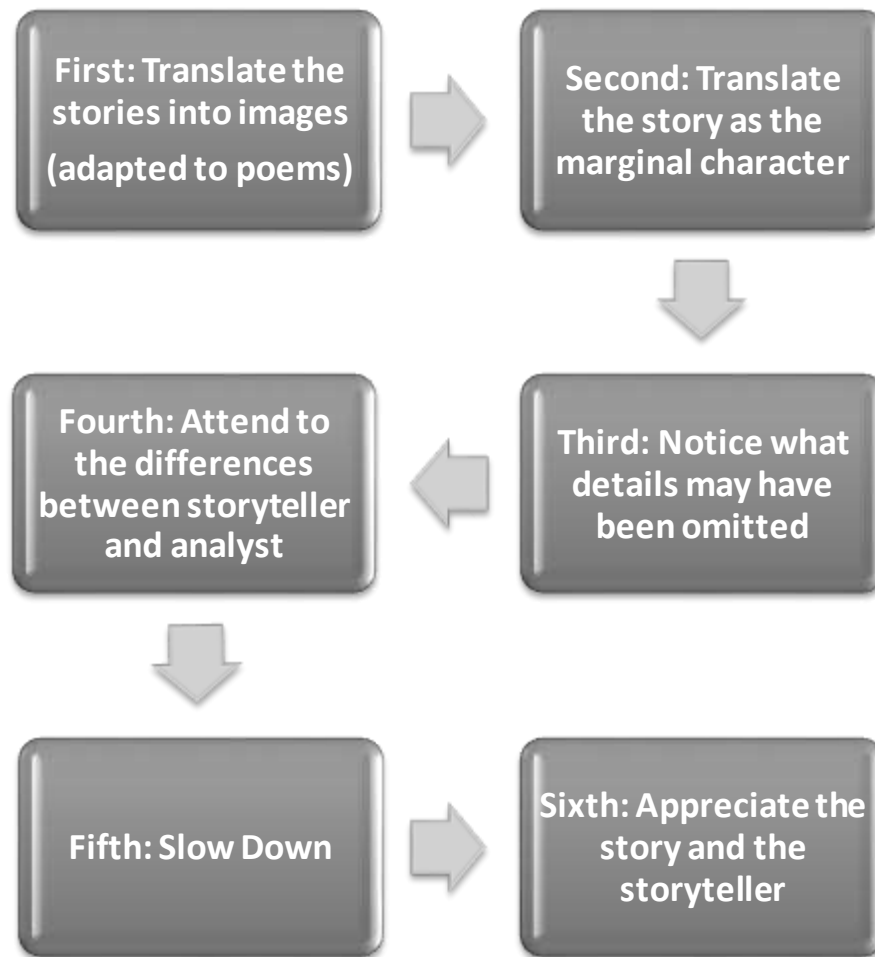 First: Translate the
stories into images
(adapted to poems)
Second: Translate
the story as the
marginal character
Third: Notice what
details may have
been omitted
Fourth: Attend to
the differences
between storyteller
and analyst
Fifth: Slow Down
Sixth: Appreciate the
story and the
storyteller